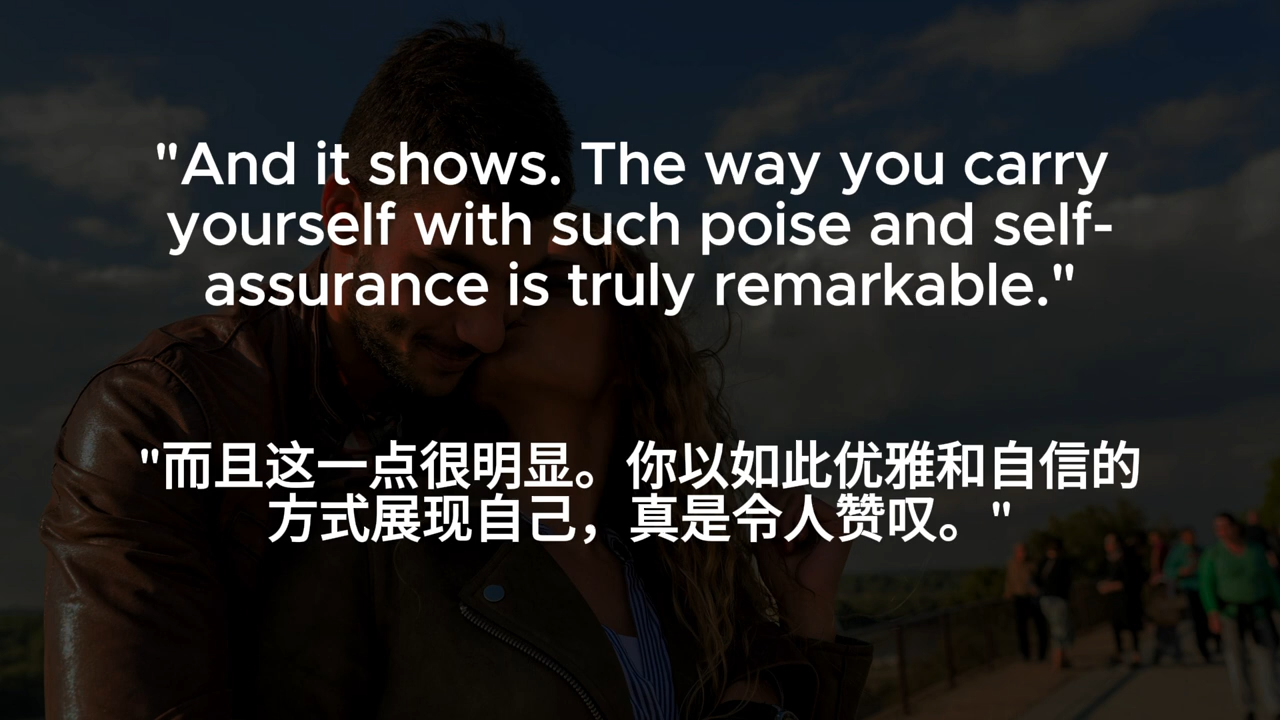 "And it shows. The way you carry
yourself with such poise and self-
assurance is truly remarkable."
"而且这一点很明显。你以如此优雅和自信的
方式展现自己，真是令人赞叹。"